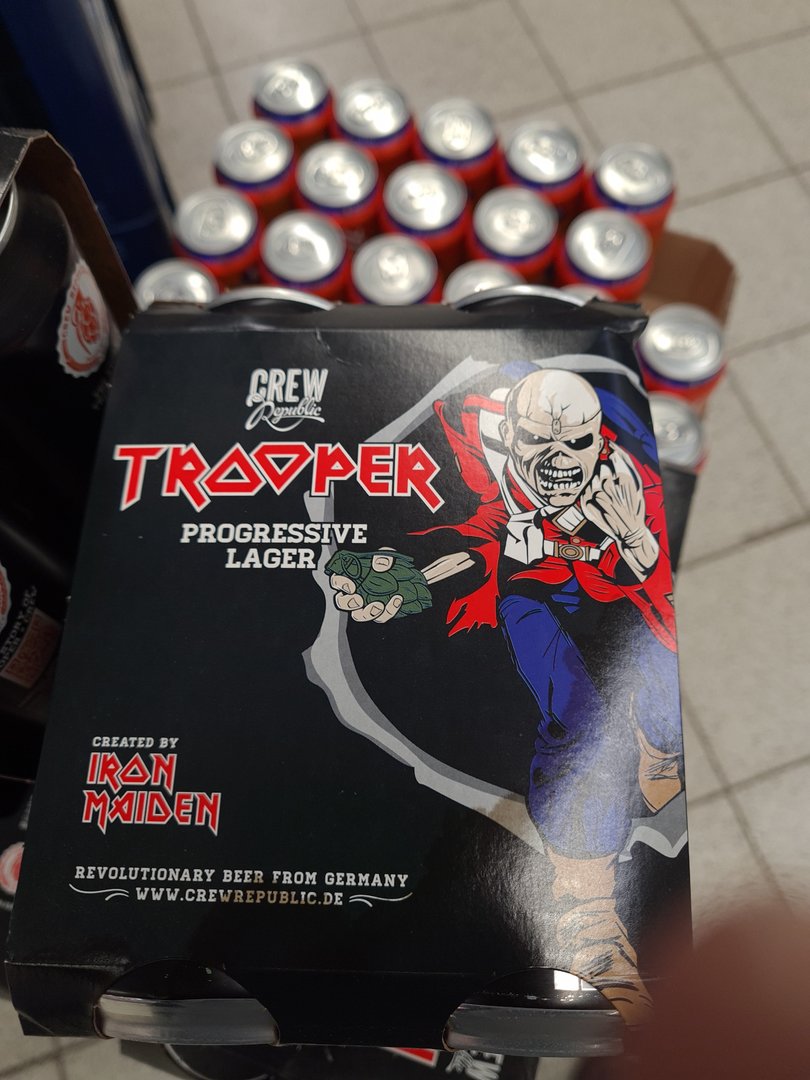 CREW
Republic
TROOPER
PROGRESSIVE
LAGER
CREATED BY
IRON
MAIDEN
REVOLUTIONARY BEER FROM GERMANY
WWW.CREWREPUBLIC.DE